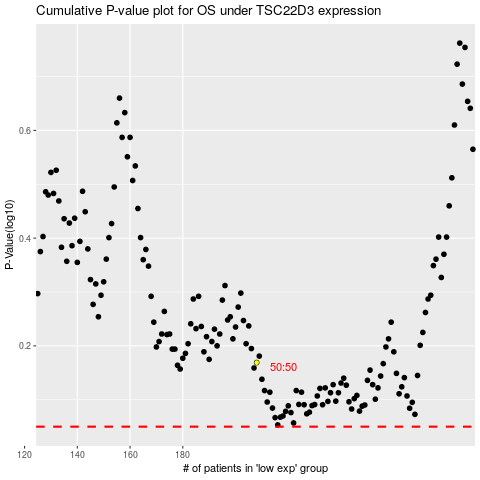 Cumulative P-value plot for OS under TSC22D3 expression
P-Value(log10)
0.6
0.4
0.2
50:50
120 140 160 180
# of patients in 'low exp' group